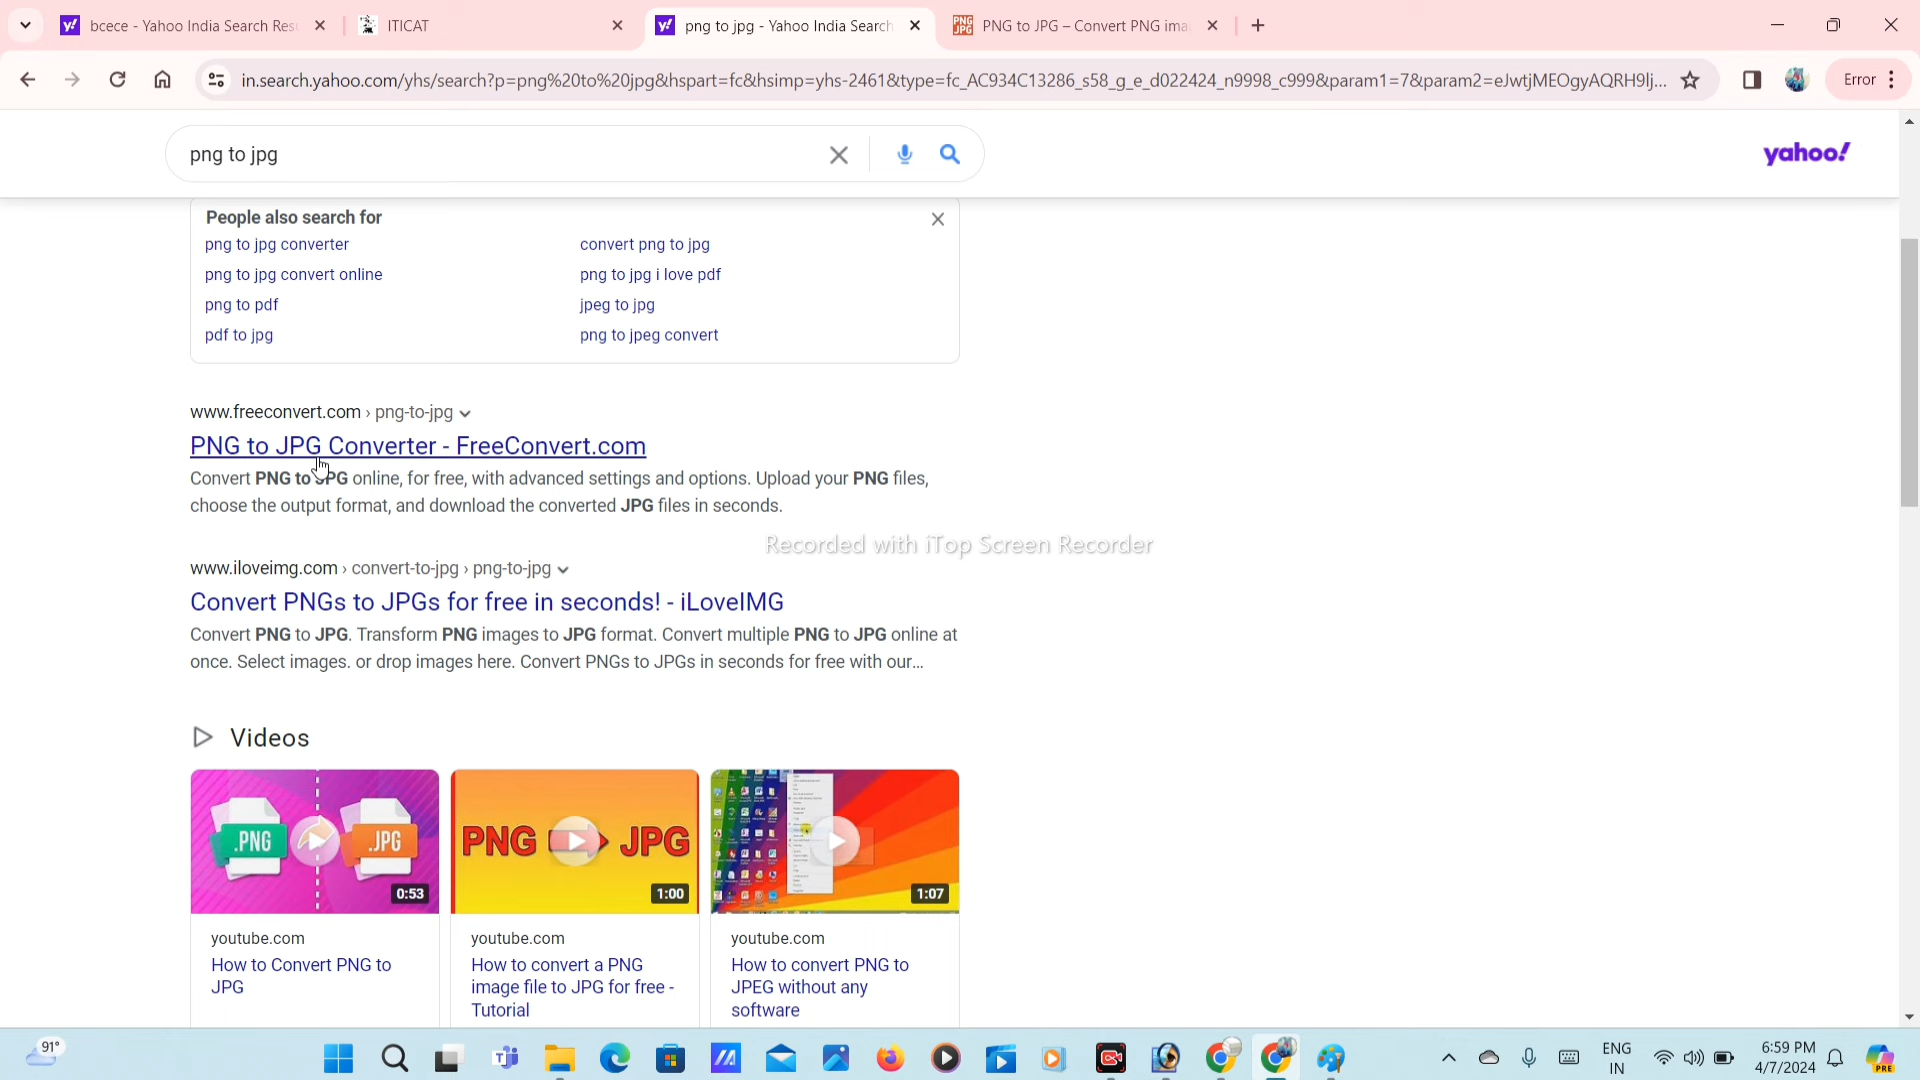 bcece - Yahoo India Search Res
ITICAT
png to jpg - Yahoo India Search
PNG to JPG – Convert PNG ima
in.search.yahoo.com/yhs/search?p=png%20to%20jpg&hspart=fc&hsimp=yhs-2461&type=fc_AC934C13286_s58_g_e_d022424_n9998_c999&param1=7&param2=eJwtjMEOgyAQRH9lj...
Error
png to jpg
yahoo!
People also search for
png to jpg converter
convert png to jpg
png to jpg convert online
png to jpg i love pdf
png to pdf
jpeg to jpg
pdf to jpg
png to jpeg convert
www.freeconvert.com › png-to-jpg
PNG to JPG Converter - FreeConvert.com
Convert PNG to JPG online, for free, with advanced settings and options. Upload your PNG files,
choose the output format, and download the converted JPG files in seconds.
Recorded with iTop Screen Recorder
www.iloveimg.com › convert-to-jpg › png-to-jpg
Convert PNGs to JPGs for free in seconds! - iLoveIMG
Convert PNG to JPG. Transform PNG images to JPG format. Convert multiple PNG to JPG online at
once. Select images. or drop images here. Convert PNGs to JPGs in seconds for free with our...
Videos
.PNG
.JPG
0:53
PNG
JPG
1:00
1:07
youtube.com
How to Convert PNG to
JPG
youtube.com
How to convert a PNG
image file to JPG for free -
Tutorial
youtube.com
How to convert PNG to
JPEG without any
software
91°
ENG
IN
6:59 PM
4/7/2024
PRE